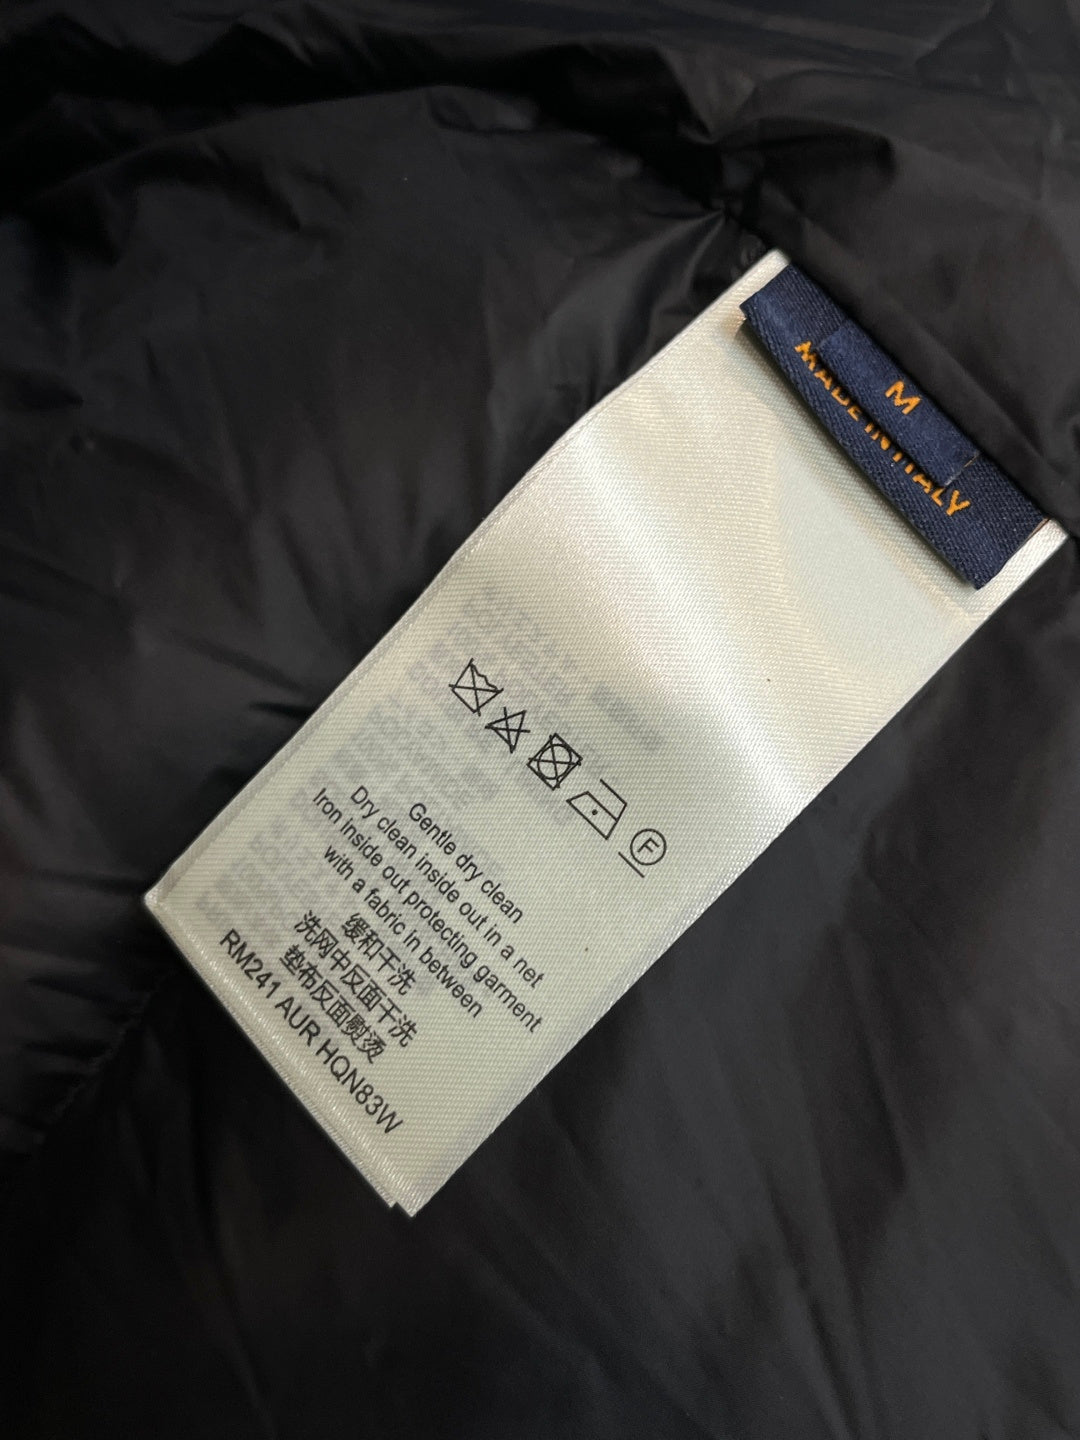 M
MADE IN ITALY
F
Gentle dry clean
Dry clean inside out in a net
Iron inside out protecting garment
with a fabric in between
缓和干洗
洗网中反面干洗
垫布反面熨烫
RM241 AUR HQN83W